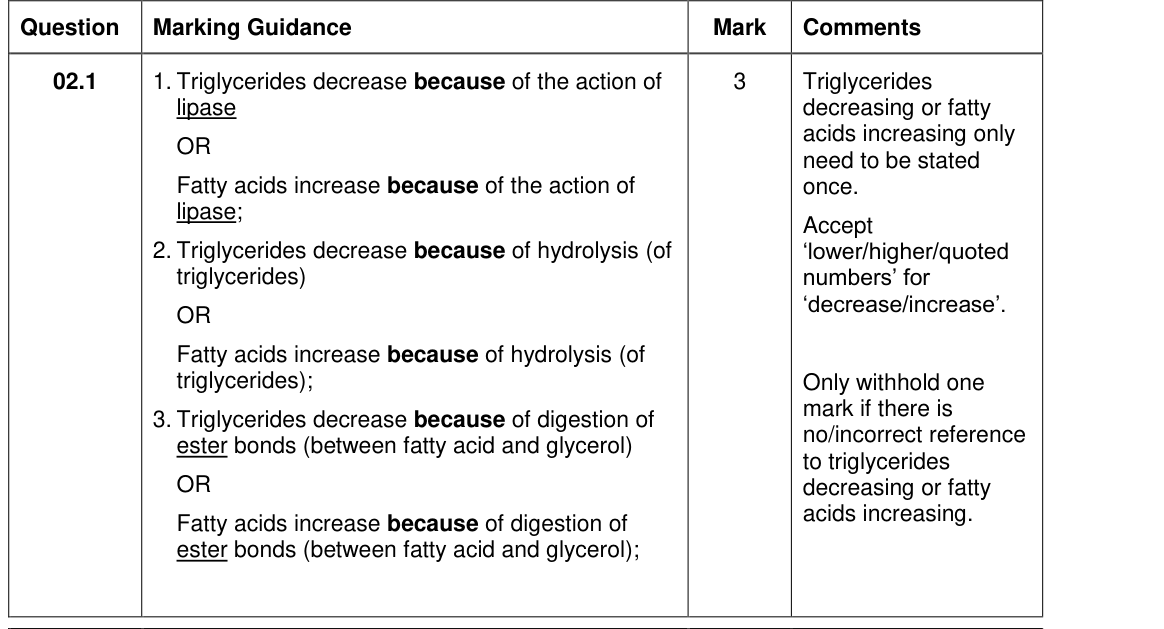 Question Marking Guidance Mark Comments
02.1
1. Triglycerides decrease because of the action of
lipase
OR
Fatty acids increase because of the action of
lipase;
2. Triglycerides decrease because of hydrolysis (of
triglycerides)
OR
Fatty acids increase because of hydrolysis (of
triglycerides);
3. Triglycerides decrease because of digestion of
ester bonds (between fatty acid and glycerol)
OR
Fatty acids increase because of digestion of
ester bonds (between fatty acid and glycerol);
3
Triglycerides
decreasing or fatty
acids increasing only
need to be stated
once.
Accept
‘lower/higher/quoted
numbers’ for
‘decrease/increase’.
Only withhold one
mark if there is
no/incorrect reference
to triglycerides
decreasing or fatty
acids increasing.